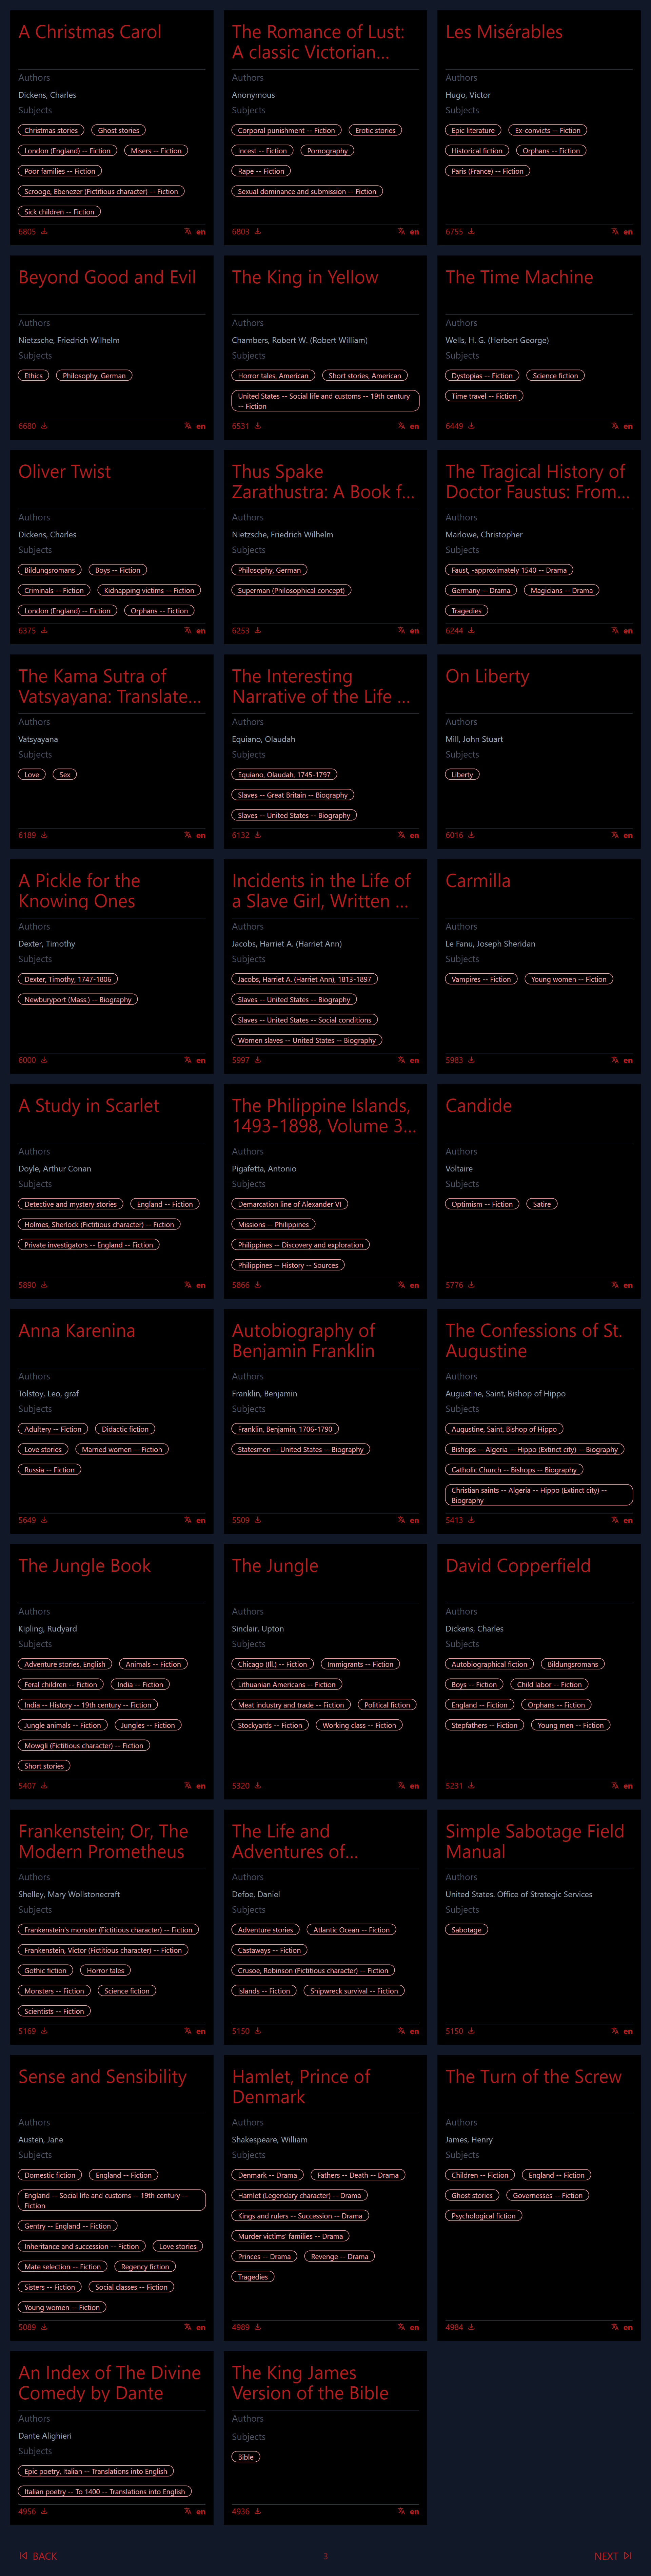 A Christmas Carol
Authors
Dickens, Charles
Subjects
Christmas stories Ghost stories
London (England) -- Fiction Misers -- Fiction
Poor families -- Fiction
Scrooge, Ebenezer (Fictitious character) -- Fiction
Sick children -- Fiction
6805 en
The Romance of Lust:
A classic Victorian...
Authors
Anonymous
Subjects
Corporal punishment -- Fiction Erotic stories
Incest -- Fiction Pornography
Rape -- Fiction
Sexual dominance and submission -- Fiction
6803 en
Les Misérables
Authors
Hugo, Victor
Subjects
Epic literature Ex-convicts -- Fiction
Historical fiction Orphans -- Fiction
Paris (France) -- Fiction
6755 en
Beyond Good and Evil
Authors
Nietzsche, Friedrich Wilhelm
Subjects
Ethics Philosophy, German
6680 en
The King in Yellow
Authors
Chambers, Robert W. (Robert William)
Subjects
Horror tales, American Short stories, American
United States -- Social life and customs -- 19th century
-- Fiction
6531 en
The Time Machine
Authors
Wells, H. G. (Herbert George)
Subjects
Dystopias -- Fiction Science fiction
Time travel -- Fiction
6449 en
Oliver Twist
Authors
Dickens, Charles
Subjects
Bildungsromans Boys -- Fiction
Criminals -- Fiction Kidnapping victims -- Fiction
London (England) -- Fiction Orphans -- Fiction
6375 en
Thus Spake
Zarathustra: A Book f...
Authors
Nietzsche, Friedrich Wilhelm
Subjects
Philosophy, German
Superman (Philosophical concept)
6253 en
The Tragical History of
Doctor Faustus: From...
Authors
Marlowe, Christopher
Subjects
Faust, -approximately 1540 -- Drama
Germany -- Drama Magicians -- Drama
Tragedies
6244 en
The Kama Sutra of
Vatsyayana: Translate...
Authors
Vatsyayana
Subjects
Love Sex
6189 en
The Interesting
Narrative of the Life ...
Authors
Equiano, Olaudah
Subjects
Equiano, Olaudah, 1745-1797
Slaves -- Great Britain -- Biography
Slaves -- United States -- Biography
6132 en
On Liberty
Authors
Mill, John Stuart
Subjects
Liberty
6016 en
A Pickle for the
Knowing Ones
Authors
Dexter, Timothy
Subjects
Dexter, Timothy, 1747-1806
Newburyport (Mass.) -- Biography
6000 en
Incidents in the Life of
a Slave Girl, Written ...
Authors
Jacobs, Harriet A. (Harriet Ann)
Subjects
Jacobs, Harriet A. (Harriet Ann), 1813-1897
Slaves -- United States -- Biography
Slaves -- United States -- Social conditions
Women slaves -- United States -- Biography
5997 en
Carmilla
Authors
Le Fanu, Joseph Sheridan
Subjects
Vampires -- Fiction Young women -- Fiction
5983 en
A Study in Scarlet
Authors
Doyle, Arthur Conan
Subjects
Detective and mystery stories England -- Fiction
Holmes, Sherlock (Fictitious character) -- Fiction
Private investigators -- England -- Fiction
5890 en
The Philippine Islands,
1493-1898, Volume 3...
Authors
Pigafetta, Antonio
Subjects
Demarcation line of Alexander VI
Missions -- Philippines
Philippines -- Discovery and exploration
Philippines -- History -- Sources
5866 en
Candide
Authors
Voltaire
Subjects
Optimism -- Fiction Satire
5776 en
Anna Karenina
Authors
Tolstoy, Leo, graf
Subjects
Adultery -- Fiction Didactic fiction
Love stories Married women -- Fiction
Russia -- Fiction
5649 en
Autobiography of
Benjamin Franklin
Authors
Franklin, Benjamin
Subjects
Franklin, Benjamin, 1706-1790
Statesmen -- United States -- Biography
5509 en
The Confessions of St.
Augustine
Authors
Augustine, Saint, Bishop of Hippo
Subjects
Augustine, Saint, Bishop of Hippo
Bishops -- Algeria -- Hippo (Extinct city) -- Biography
Catholic Church -- Bishops -- Biography
Christian saints -- Algeria -- Hippo (Extinct city) --
Biography
5413 en
The Jungle Book
Authors
Kipling, Rudyard
Subjects
Adventure stories, English Animals -- Fiction
Feral children -- Fiction India -- Fiction
India -- History -- 19th century -- Fiction
Jungle animals -- Fiction Jungles -- Fiction
Mowgli (Fictitious character) -- Fiction
Short stories
5407 en
The Jungle
Authors
Sinclair, Upton
Subjects
Chicago (Ill.) -- Fiction Immigrants -- Fiction
Lithuanian Americans -- Fiction
Meat industry and trade -- Fiction Political fiction
Stockyards -- Fiction Working class -- Fiction
5320 en
David Copperfield
Authors
Dickens, Charles
Subjects
Autobiographical fiction Bildungsromans
Boys -- Fiction Child labor -- Fiction
England -- Fiction Orphans -- Fiction
Stepfathers -- Fiction Young men -- Fiction
5231 en
Frankenstein; Or, The
Modern Prometheus
Authors
Shelley, Mary Wollstonecraft
Subjects
Frankenstein's monster (Fictitious character) -- Fiction
Frankenstein, Victor (Fictitious character) -- Fiction
Gothic fiction Horror tales
Monsters -- Fiction Science fiction
Scientists -- Fiction
5169 en
The Life and
Adventures of...
Authors
Defoe, Daniel
Subjects
Adventure stories Atlantic Ocean -- Fiction
Castaways -- Fiction
Crusoe, Robinson (Fictitious character) -- Fiction
Islands -- Fiction Shipwreck survival -- Fiction
5150 en
Simple Sabotage Field
Manual
Authors
United States. Office of Strategic Services
Subjects
Sabotage
5150 en
Sense and Sensibility
Authors
Austen, Jane
Subjects
Domestic fiction England -- Fiction
England -- Social life and customs -- 19th century --
Fiction
Gentry -- England -- Fiction
Inheritance and succession -- Fiction Love stories
Mate selection -- Fiction Regency fiction
Sisters -- Fiction Social classes -- Fiction
Young women -- Fiction
5089 en
Hamlet, Prince of
Denmark
Authors
Shakespeare, William
Subjects
Denmark -- Drama Fathers -- Death -- Drama
Hamlet (Legendary character) -- Drama
Kings and rulers -- Succession -- Drama
Murder victims' families -- Drama
Princes -- Drama Revenge -- Drama
Tragedies
4989 en
The Turn of the Screw
Authors
James, Henry
Subjects
Children -- Fiction England -- Fiction
Ghost stories Governesses -- Fiction
Psychological fiction
4984 en
An Index of The Divine
Comedy by Dante
Authors
Dante Alighieri
Subjects
Epic poetry, Italian -- Translations into English
Italian poetry -- To 1400 -- Translations into English
4956 en
The King James
Version of the Bible
Authors
Subjects
Bible
4936 en
BACK 3 NEXT